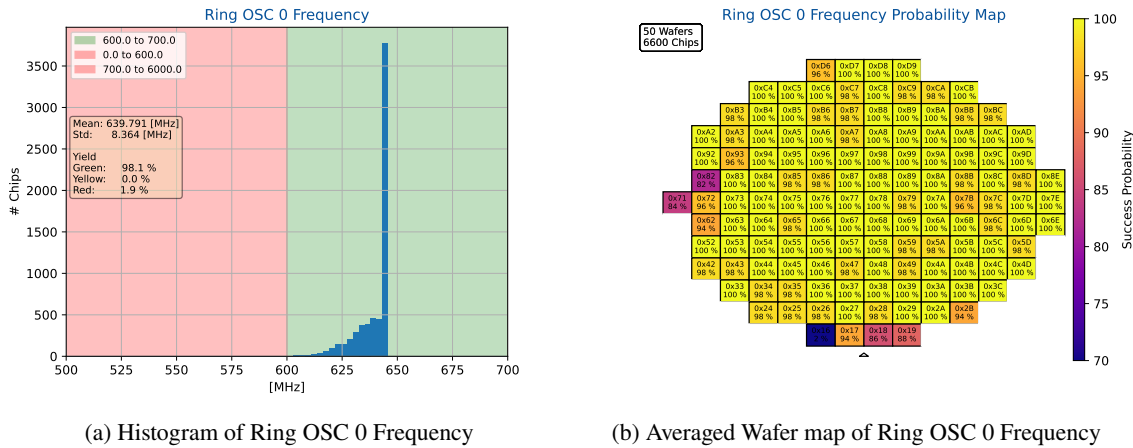 Ring OSC 0 Frequency
600.0 to 700.0
0.0 to 600.0
700.0 to 6000.0
Mean: 639.791 [MHz]
Std: 8.364 [MHz]
Yield
Green: 98.1 %
Yellow: 0.0 %
Red: 1.9 %
# Chips
3500
3000
2500
2000
1500
1000
500
0
500 525 550 575 600 625 650 675 700
[MHz]
(a) Histogram of Ring OSC 0 Frequency
Ring OSC 0 Frequency Probability Map
50 Wafers
6600 Chips
0xD6 0xD7 0xD8 0xD9
96 % 100 % 100 % 100 %
0xC4 0xC5 0xC6 0xC7 0xC8 0xC9 0xCA 0xCB
100 % 100 % 100 % 98 % 100 % 98 % 98 % 100 %
0xB3 0xB4 0xB5 0xB6 0xB7 0xB8 0xB9 0xBA 0xBB 0xBC
98 % 100 % 100 % 98 % 98 % 100 % 100 % 100 % 98 % 98 %
0xA2 0xA3 0xA4 0xA5 0xA6 0xA7 0xA8 0xA9 0xAA 0xAB 0xAC 0xAD
100 % 98 % 100 % 100 % 100 % 98 % 100 % 100 % 100 % 100 % 100 % 100 %
0x92 0x93 0x94 0x95 0x96 0x97 0x98 0x99 0x9A 0x9B 0x9C 0x9D
100 % 96 % 100 % 100 % 100 % 100 % 100 % 100 % 100 % 100 % 100 % 100 %
0x82 0x83 0x84 0x85 0x86 0x87 0x88 0x89 0x8A 0x8B 0x8C 0x8D 0x8E
82 % 100 % 100 % 98 % 98 % 100 % 100 % 100 % 100 % 98 % 100 % 98 % 100 %
0x71 0x72 0x73 0x74 0x75 0x76 0x77 0x78 0x79 0x7A 0x7B 0x7C 0x7D 0x7E
84 % 96 % 100 % 100 % 100 % 100 % 100 % 100 % 98 % 100 % 96 % 98 % 100 % 100 %
0x62 0x63 0x64 0x65 0x66 0x67 0x68 0x69 0x6A 0x6B 0x6C 0x6D 0x6E
94 % 100 % 100 % 98 % 100 % 100 % 100 % 100 % 100 % 100 % 98 % 100 % 100 %
0x52 0x53 0x54 0x55 0x56 0x57 0x58 0x59 0x5A 0x5B 0x5C 0x5D
100 % 100 % 100 % 100 % 100 % 100 % 100 % 98 % 98 % 100 % 100 % 98 %
0x42 0x43 0x44 0x45 0x46 0x47 0x48 0x49 0x4A 0x4B 0x4C 0x4D
98 % 98 % 100 % 100 % 100 % 98 % 100 % 98 % 100 % 100 % 100 % 100 %
0x33 0x34 0x35 0x36 0x37 0x38 0x39 0x3A 0x3B 0x3C
100 % 98 % 98 % 100 % 100 % 100 % 100 % 100 % 100 % 100 %
0x24 0x25 0x26 0x27 0x28 0x29 0x2A 0x2B
98 % 98 % 98 % 100 % 98 % 100 % 100 % 94 %
0x17 0x18 0x19
94 % 86 % 88 %
100
95
90
85
80
75
70
Success Probability
(b) Averaged Wafer map of Ring OSC 0 Frequency